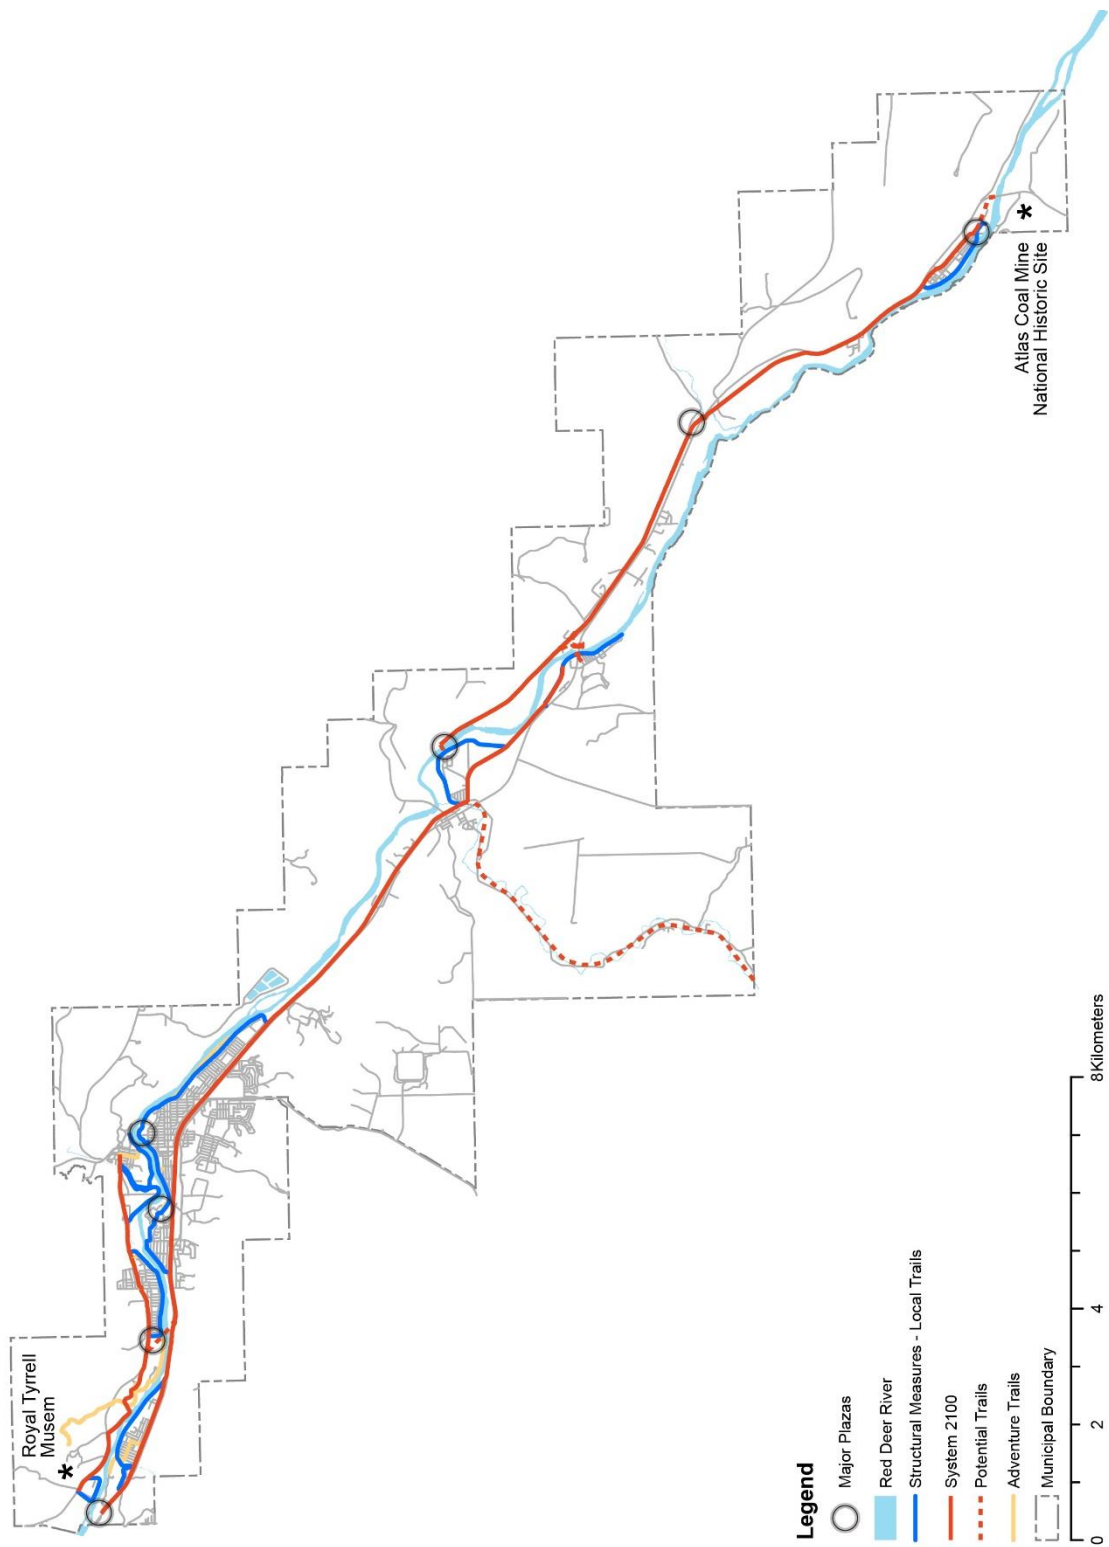 Royal Tyrrell
Musem
Atlas Coal Mine
National Historic Site
Legend
Major Plazas
Red Deer River
Structural Measures - Local Trails
System 2100
Potential Trails
Adventure Trails
Municipal Boundary
0 2 4 8Kilometers